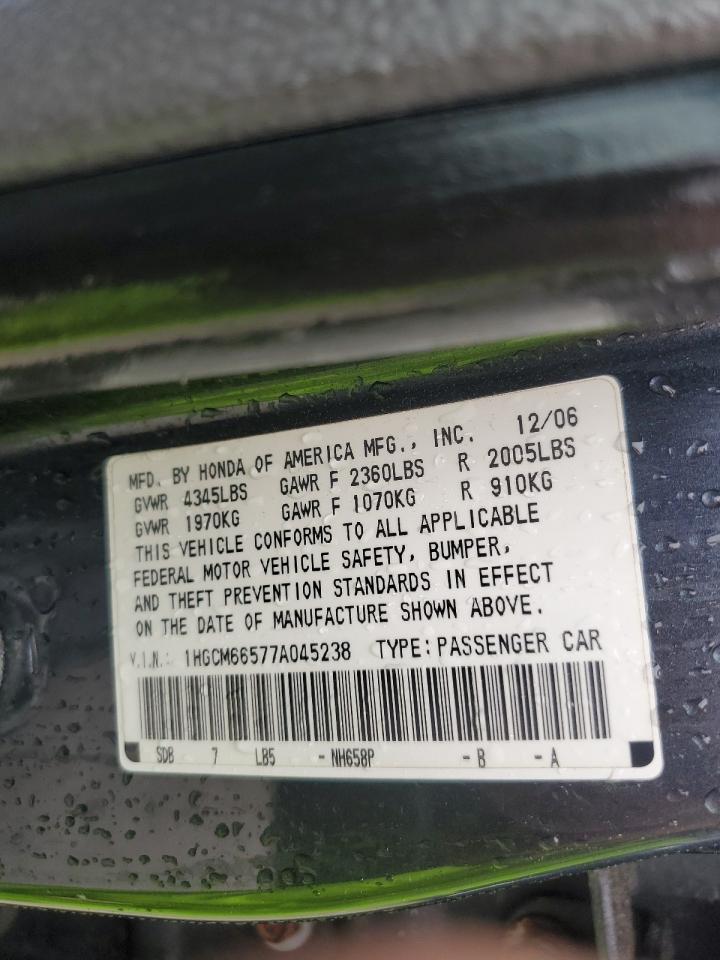 MFD. BY HONDA OF AMERICA MFG., INC. 12/06
GVWR 4345LBS GAWR F 2360LBS R 2005LBS
GVWR 1970KG GAWR F 1070KG R 910KG
THIS VEHICLE CONFORMS TO ALL APPLICABLE
FEDERAL MOTOR VEHICLE SAFETY, BUMPER,
AND THEFT PREVENTION STANDARDS IN EFFECT
ON THE DATE OF MANUFACTURE SHOWN ABOVE.
V.I.N.: 1HGCM66577A045238 TYPE: PASSENGER CAR
SDB 7 LB5 - NH658P - B - A